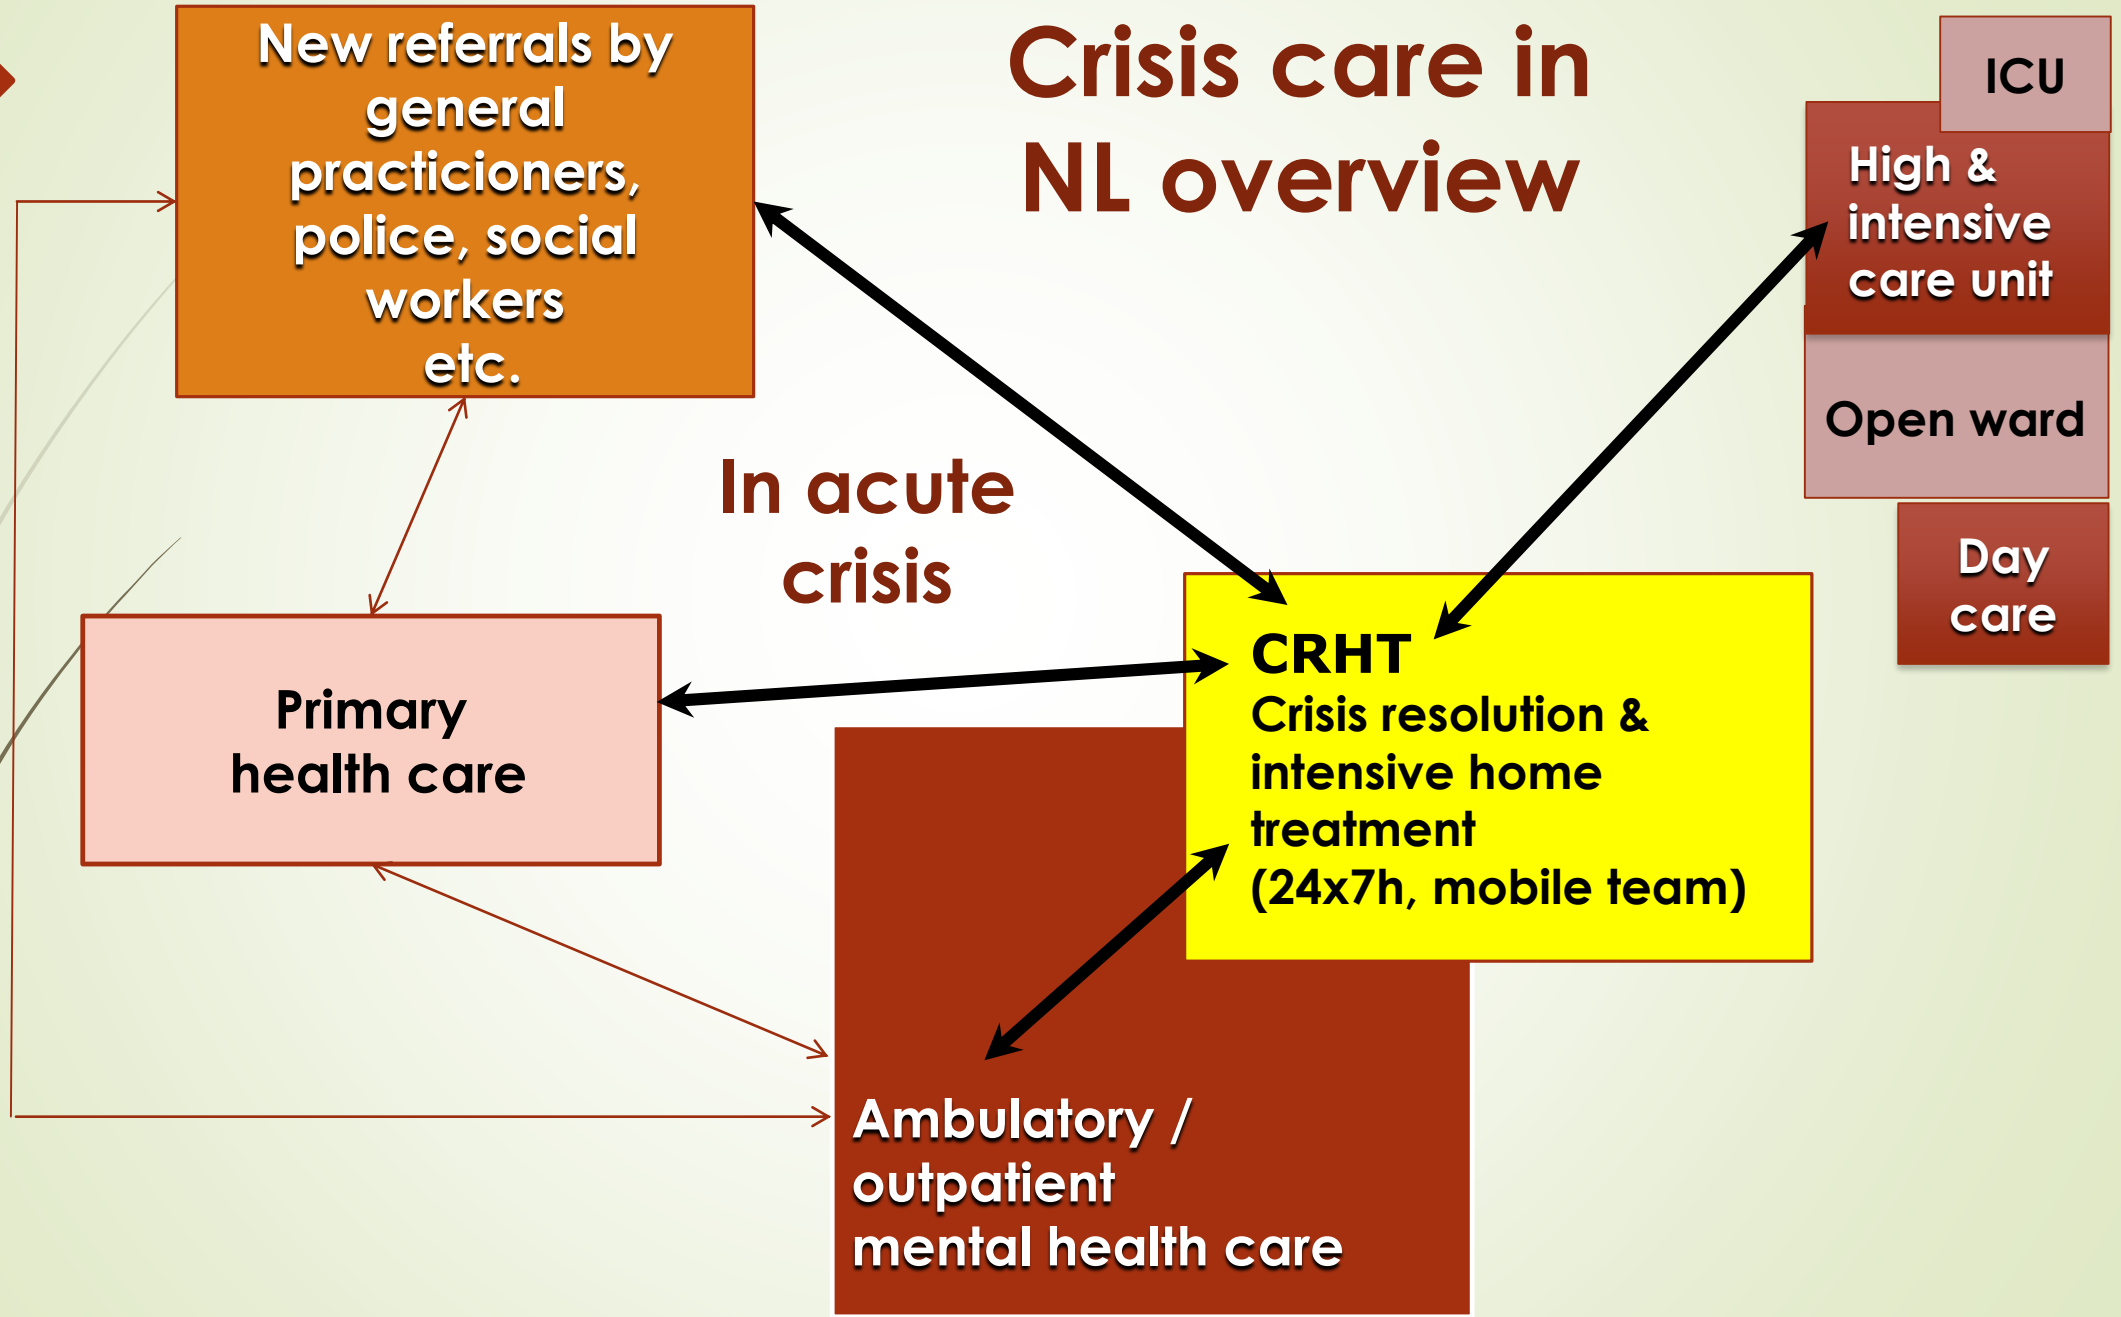 New referrals by
general
practicioners,
police, social
workers
etc.
Crisis care in
NL overview
ICU
High &
intensive
care unit
Open ward
Day
care
In acute
crisis
Primary
health care
CRHT
Crisis resolution &
intensive home
treatment
(24x7h, mobile team)
Ambulatory /
outpatient
mental health care